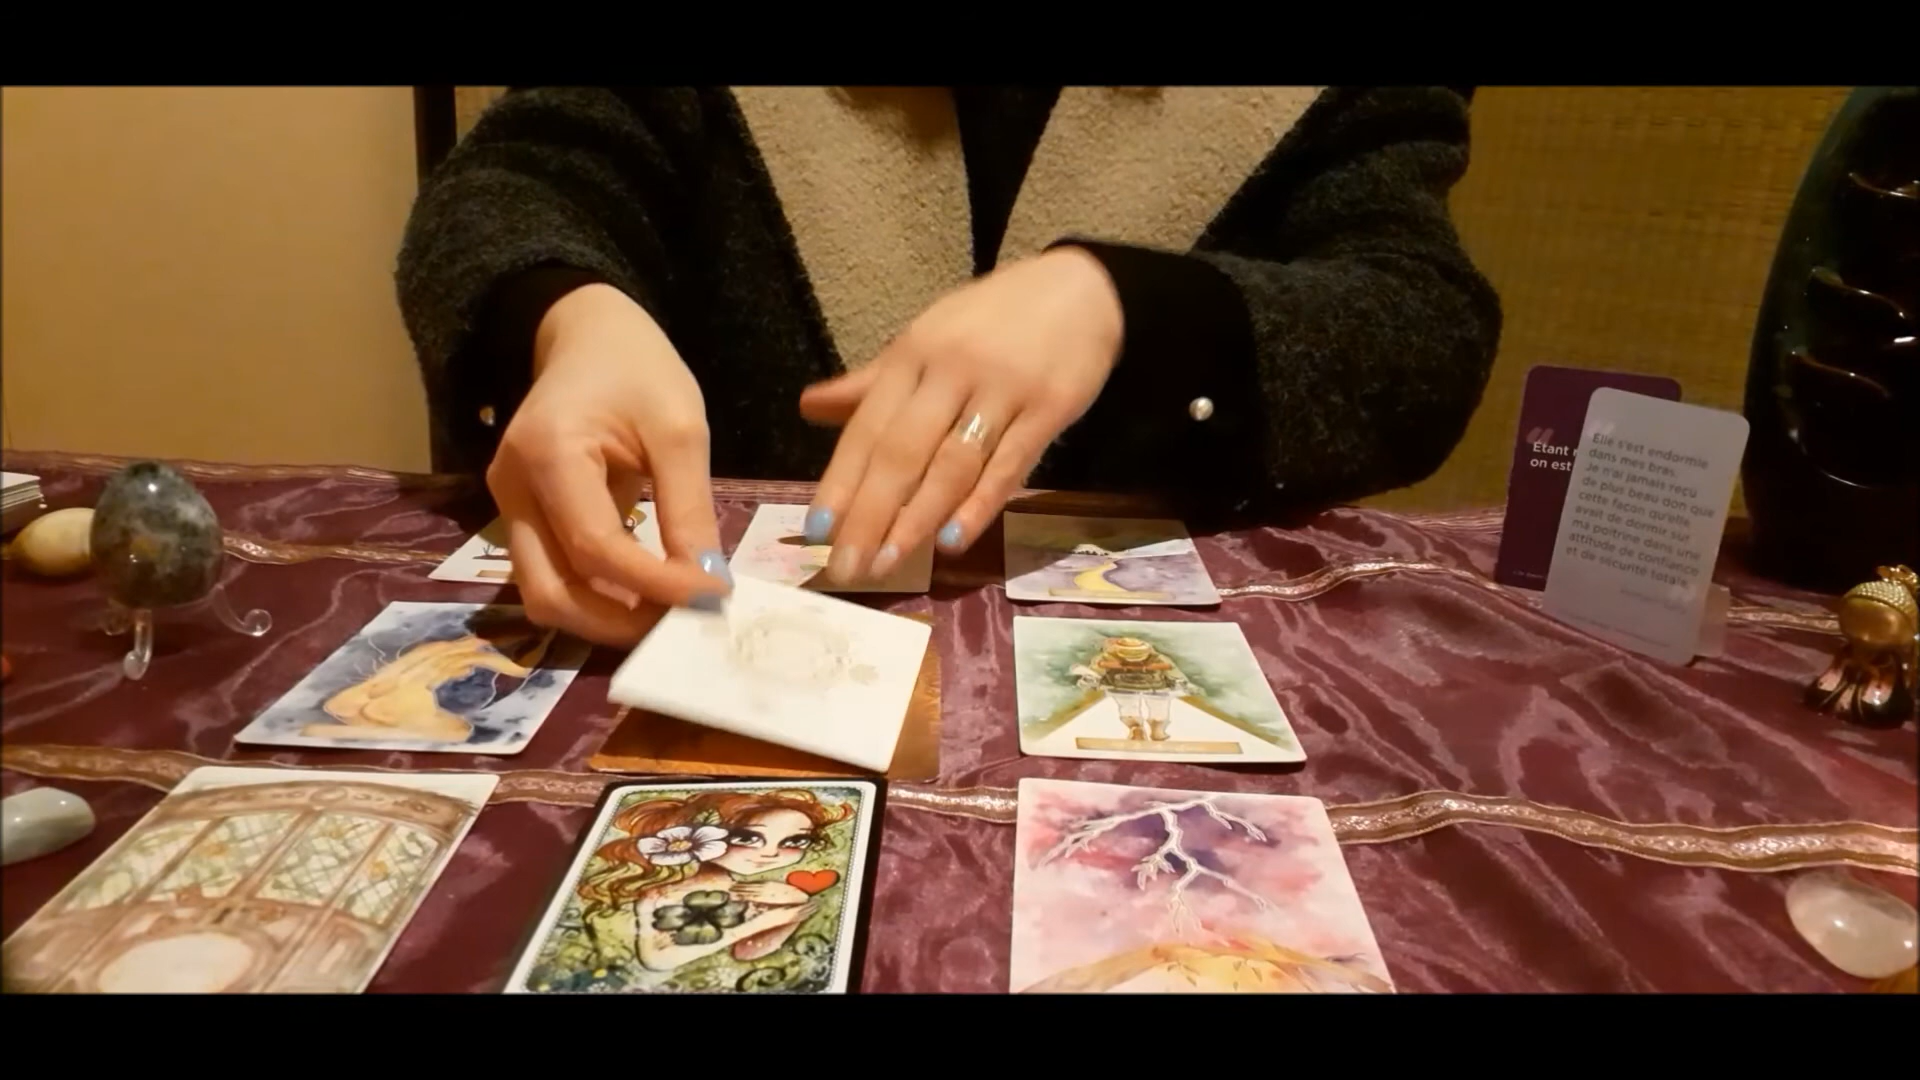 Etant
on est
Elle s'est endormie
dans mes bras.
Je n'ai jamais reçu
de plus beau don que
cette façon qu'elle
avait de dormir sur
ma poitrine dans une
attitude de confiance
et de sécurité totale.